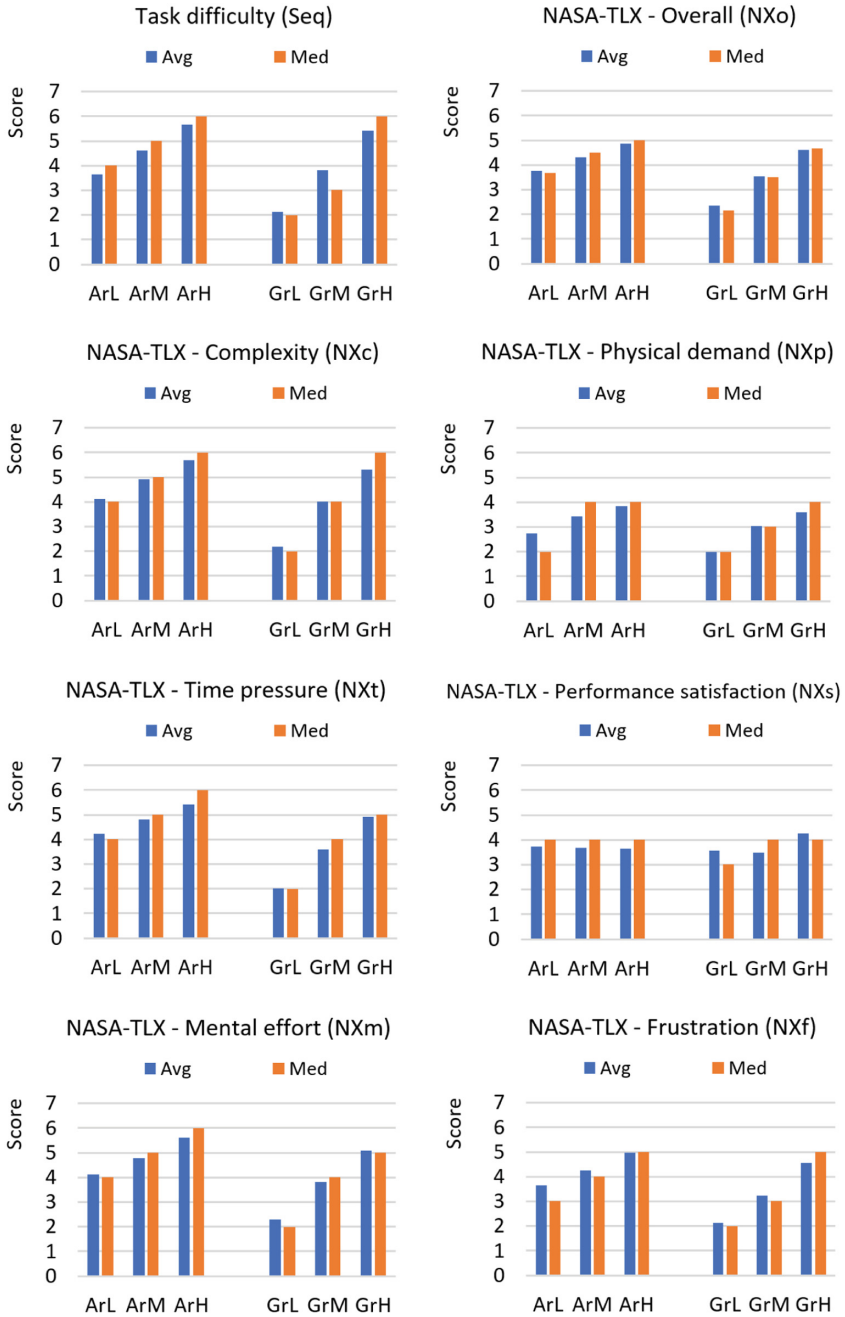 Task difficulty (Seq)
Avg Med
Score
7
6
5
4
3
2
1
0
ArL ArM ArH GrL GrM GrH
NASA-TLX - Overall (NXo)
Avg Med
Score
7
6
5
4
3
2
1
0
ArL ArM ArH GrL GrM GrH
NASA-TLX - Complexity (NXc)
Avg Med
Score
7
6
5
4
3
2
1
0
ArL ArM ArH GrL GrM GrH
NASA-TLX - Physical demand (NXp)
Avg Med
Score
7
6
5
4
3
2
1
0
ArL ArM ArH GrL GrM GrH
NASA-TLX - Time pressure (NXt)
Avg Med
Score
7
6
5
4
3
2
1
0
ArL ArM ArH GrL GrM GrH
NASA-TLX - Performance satisfaction (NXs)
Avg Med
Score
7
6
5
4
3
2
1
0
ArL ArM ArH GrL GrM GrH
NASA-TLX - Mental effort (NXm)
Avg Med
Score
7
6
5
4
3
2
1
0
ArL ArM ArH GrL GrM GrH
NASA-TLX - Frustration (NXf)
Avg Med
Score
7
6
5
4
3
2
1
0
ArL ArM ArH GrL GrM GrH